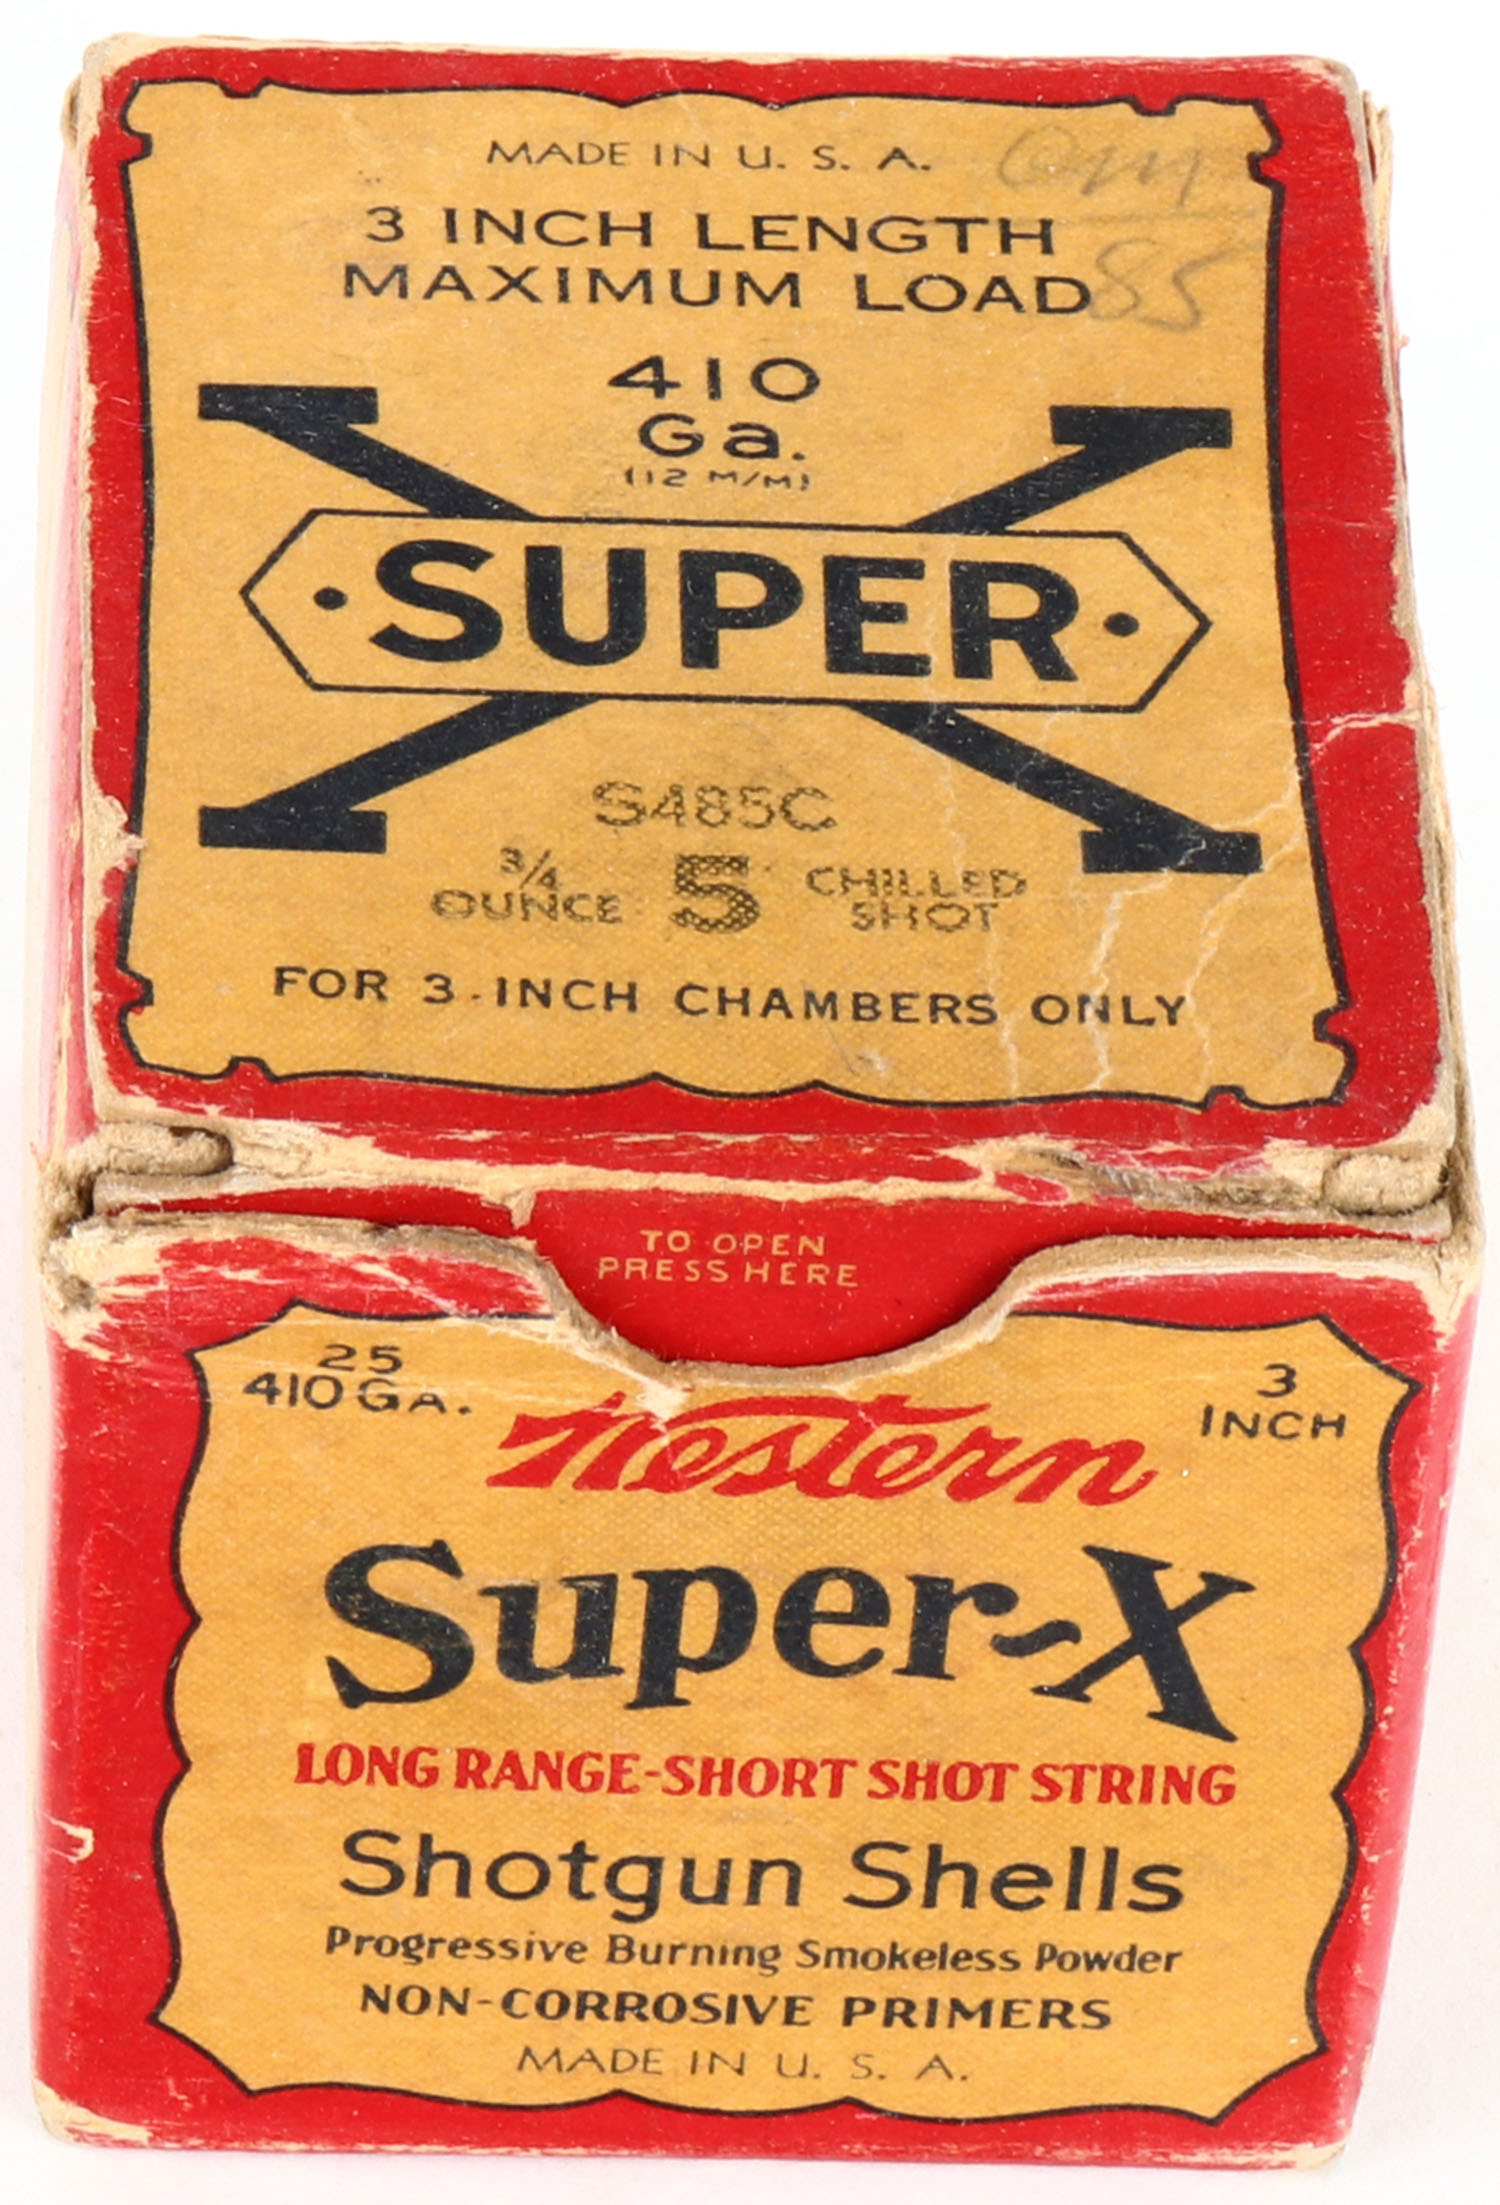 MADE IN U. S. A.
3 INCH LENGTH
MAXIMUM LOAD
85
410
Ga.
(12 M/M)
X
·SUPER·
S485C
3/4
OUNCE 5 CHILLED
SHOT
FOR 3-INCH CHAMBERS ONLY
TO OPEN
PRESS HERE
25
410 GA.
3
INCH
Western
Super-X
LONG RANGE-SHORT SHOT STRING
Shotgun Shells
Progressive Burning Smokeless Powder
NON-CORROSIVE PRIMERS
MADE IN U. S. A.